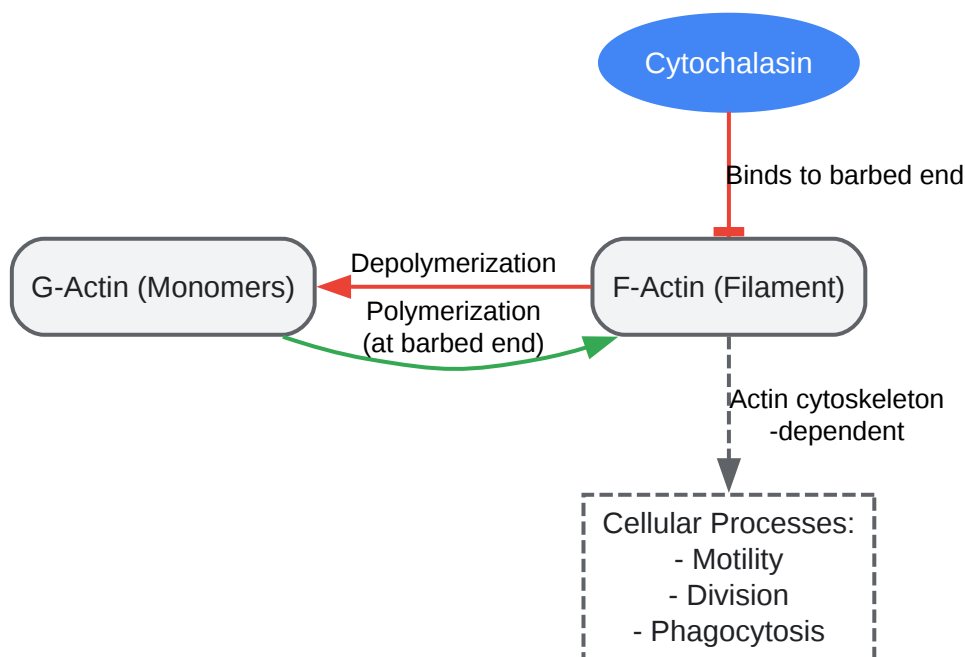 Cytochalasin
Binds to barbed end
Depolymerization
G-Actin (Monomers)
F-Actin (Filament)
Polymerization
(at barbed end)
Actin cytoskeleton
-dependent
Cellular Processes:
- Motility
- Division
- Phagocytosis